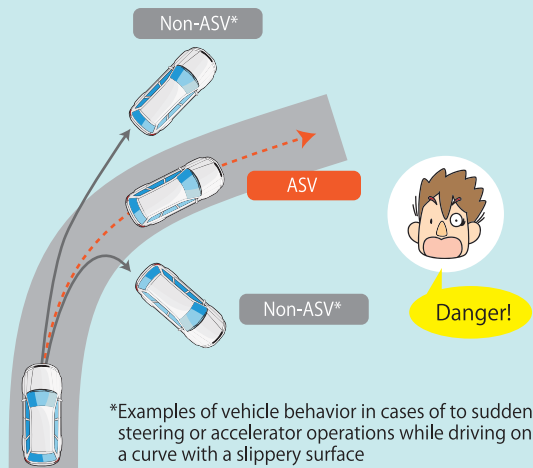 Non-ASV*
ASV
Non-ASV*
Danger!
*Examples of vehicle behavior in cases of to sudden
steering or accelerator operations while driving on
a curve with a slippery surface